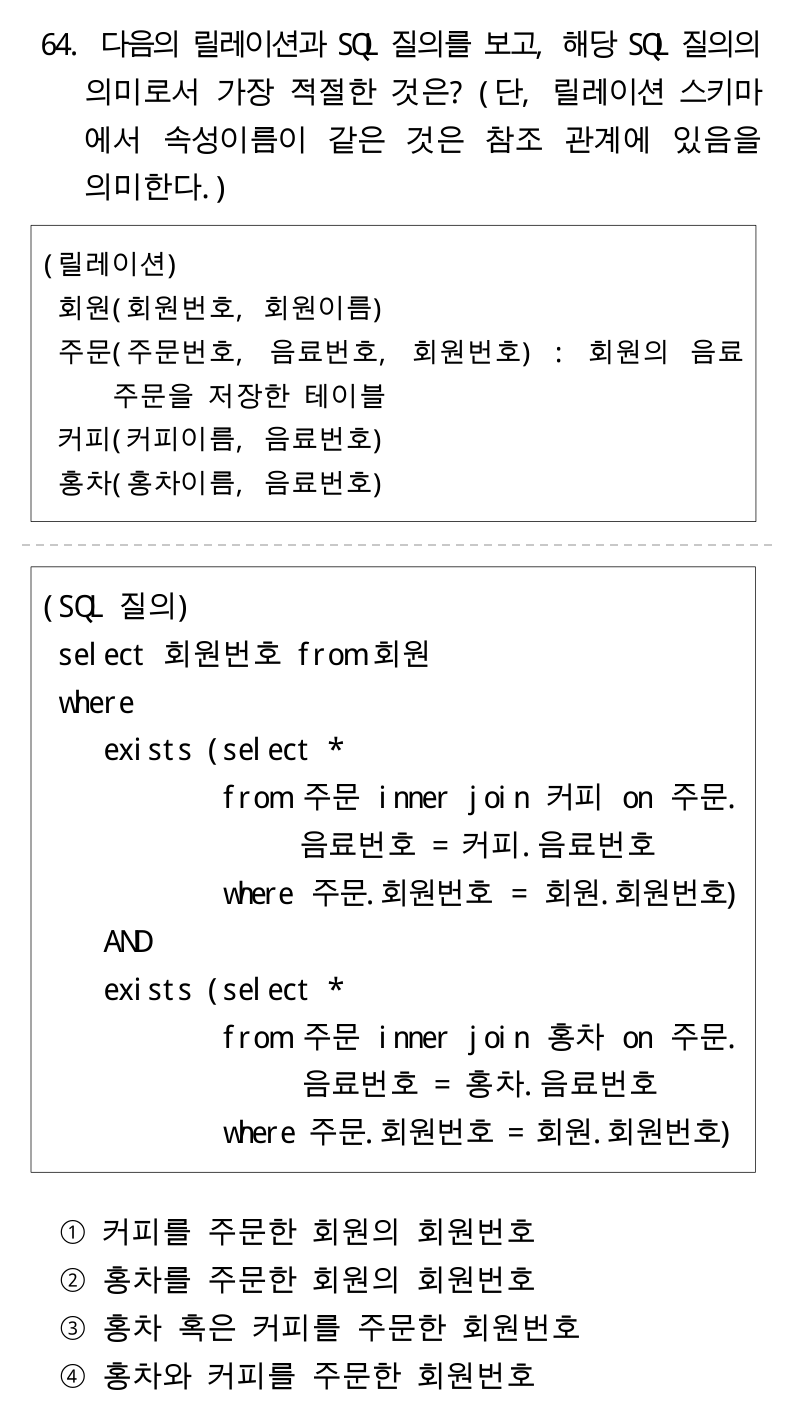 64. 다음의 릴레이션과 SQL 질의를 보고, 해당 SQL 질의의
의미로서 가장 적절한 것은? (단, 릴레이션 스키마
에서 속성이름이 같은 것은 참조 관계에 있음을
의미한다.)
(릴레이션)
회원(회원번호, 회원이름)
주문(주문번호, 음료번호, 회원번호) : 회원의 음료
주문을 저장한 테이블
커피(커피이름, 음료번호)
홍차(홍차이름, 음료번호)
(SQL 질의)
select 회원번호 from 회원
where
exists (select *
from 주문 inner join 커피 on 주문.
음료번호 = 커피.음료번호
where 주문.회원번호 = 회원.회원번호)
AND
exists (select *
from 주문 inner join 홍차 on 주문.
음료번호 = 홍차.음료번호
where 주문.회원번호 = 회원.회원번호)
① 커피를 주문한 회원의 회원번호
② 홍차를 주문한 회원의 회원번호
③ 홍차 혹은 커피를 주문한 회원번호
④ 홍차와 커피를 주문한 회원번호